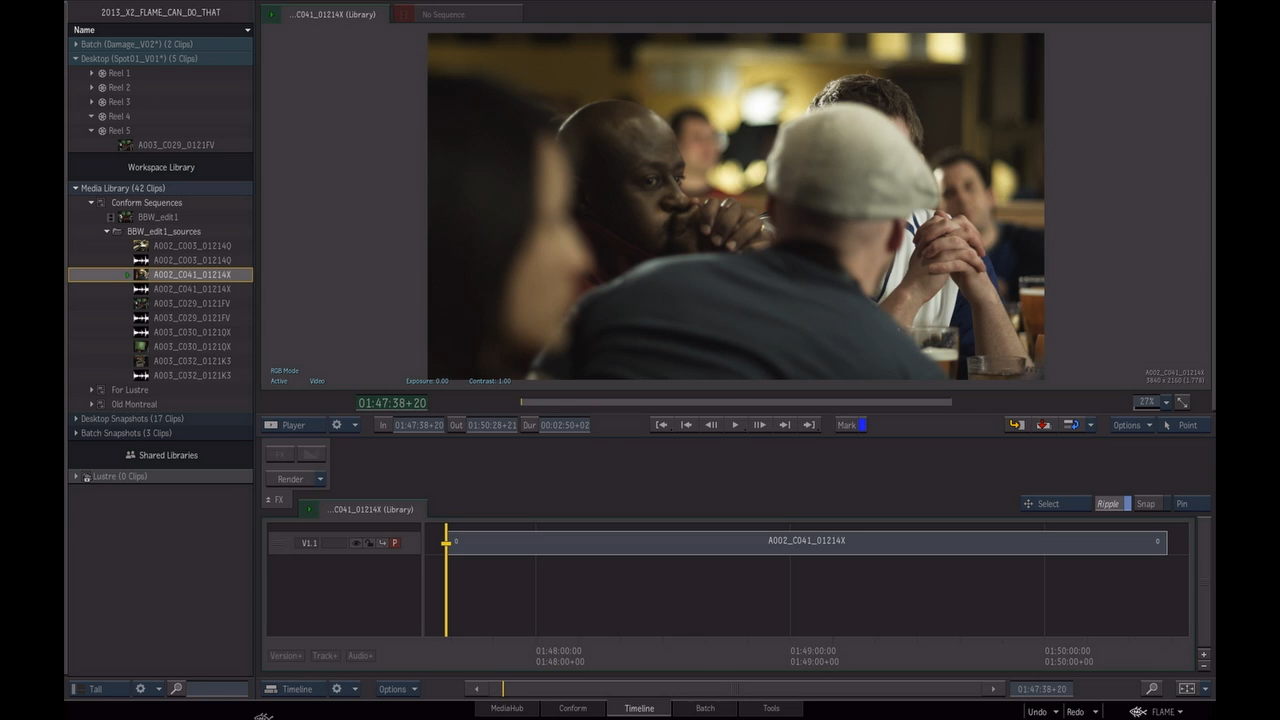 2013_X2_FLAME_CAN_DO_THAT
Name
Batch (Damage_V02*) (2 Clips)
Desktop (Spot01_V01*) (5 Clips)
Reel 1
Reel 2
Reel 3
Reel 4
Reel 5
A003_C029_0121FV
Workspace Library
Media Library (42 Clips)
Conform Sequences
BBW_edit1
BBW_edit1_sources
A002_C003_01214Q
A002_C003_01214Q
A002_C041_01214X
A002_C041_01214X
A003_C029_0121FV
A003_C029_0121FV
A003_C030_0121QX
A003_C030_0121QX
A003_C032_0121K3
A003_C032_0121K3
For Lustre
Old Montreal
Desktop Snapshots (17 Clips)
Batch Snapshots (3 Clips)
Shared Libraries
Lustre (0 Clips)
Tall
...C041_01214X (Library) No Sequence
RGB Mode
Active Video Exposure: 0.00 Contrast: 1.00
A002_C041_01214X
3840 x 2160 (1.778)
01:47:38+20 27%
Player In 01:47:38+20 Out 01:50:28+21 Dur 00:02:50+02 Mark Options Point
Render
FX
...C041_01214X (Library) Select Ripple Snap Pin
V1.1 P 0 A002_C041_01214X 0
01:48:00:00 01:49:00:00 01:50:00:00
01:48:00+00 01:49:00+00 01:50:00+00
Version+ Track+ Audio+
Timeline Options 01:47:38+20
MediaHub Conform Timeline Batch Tools Undo Redo FLAME